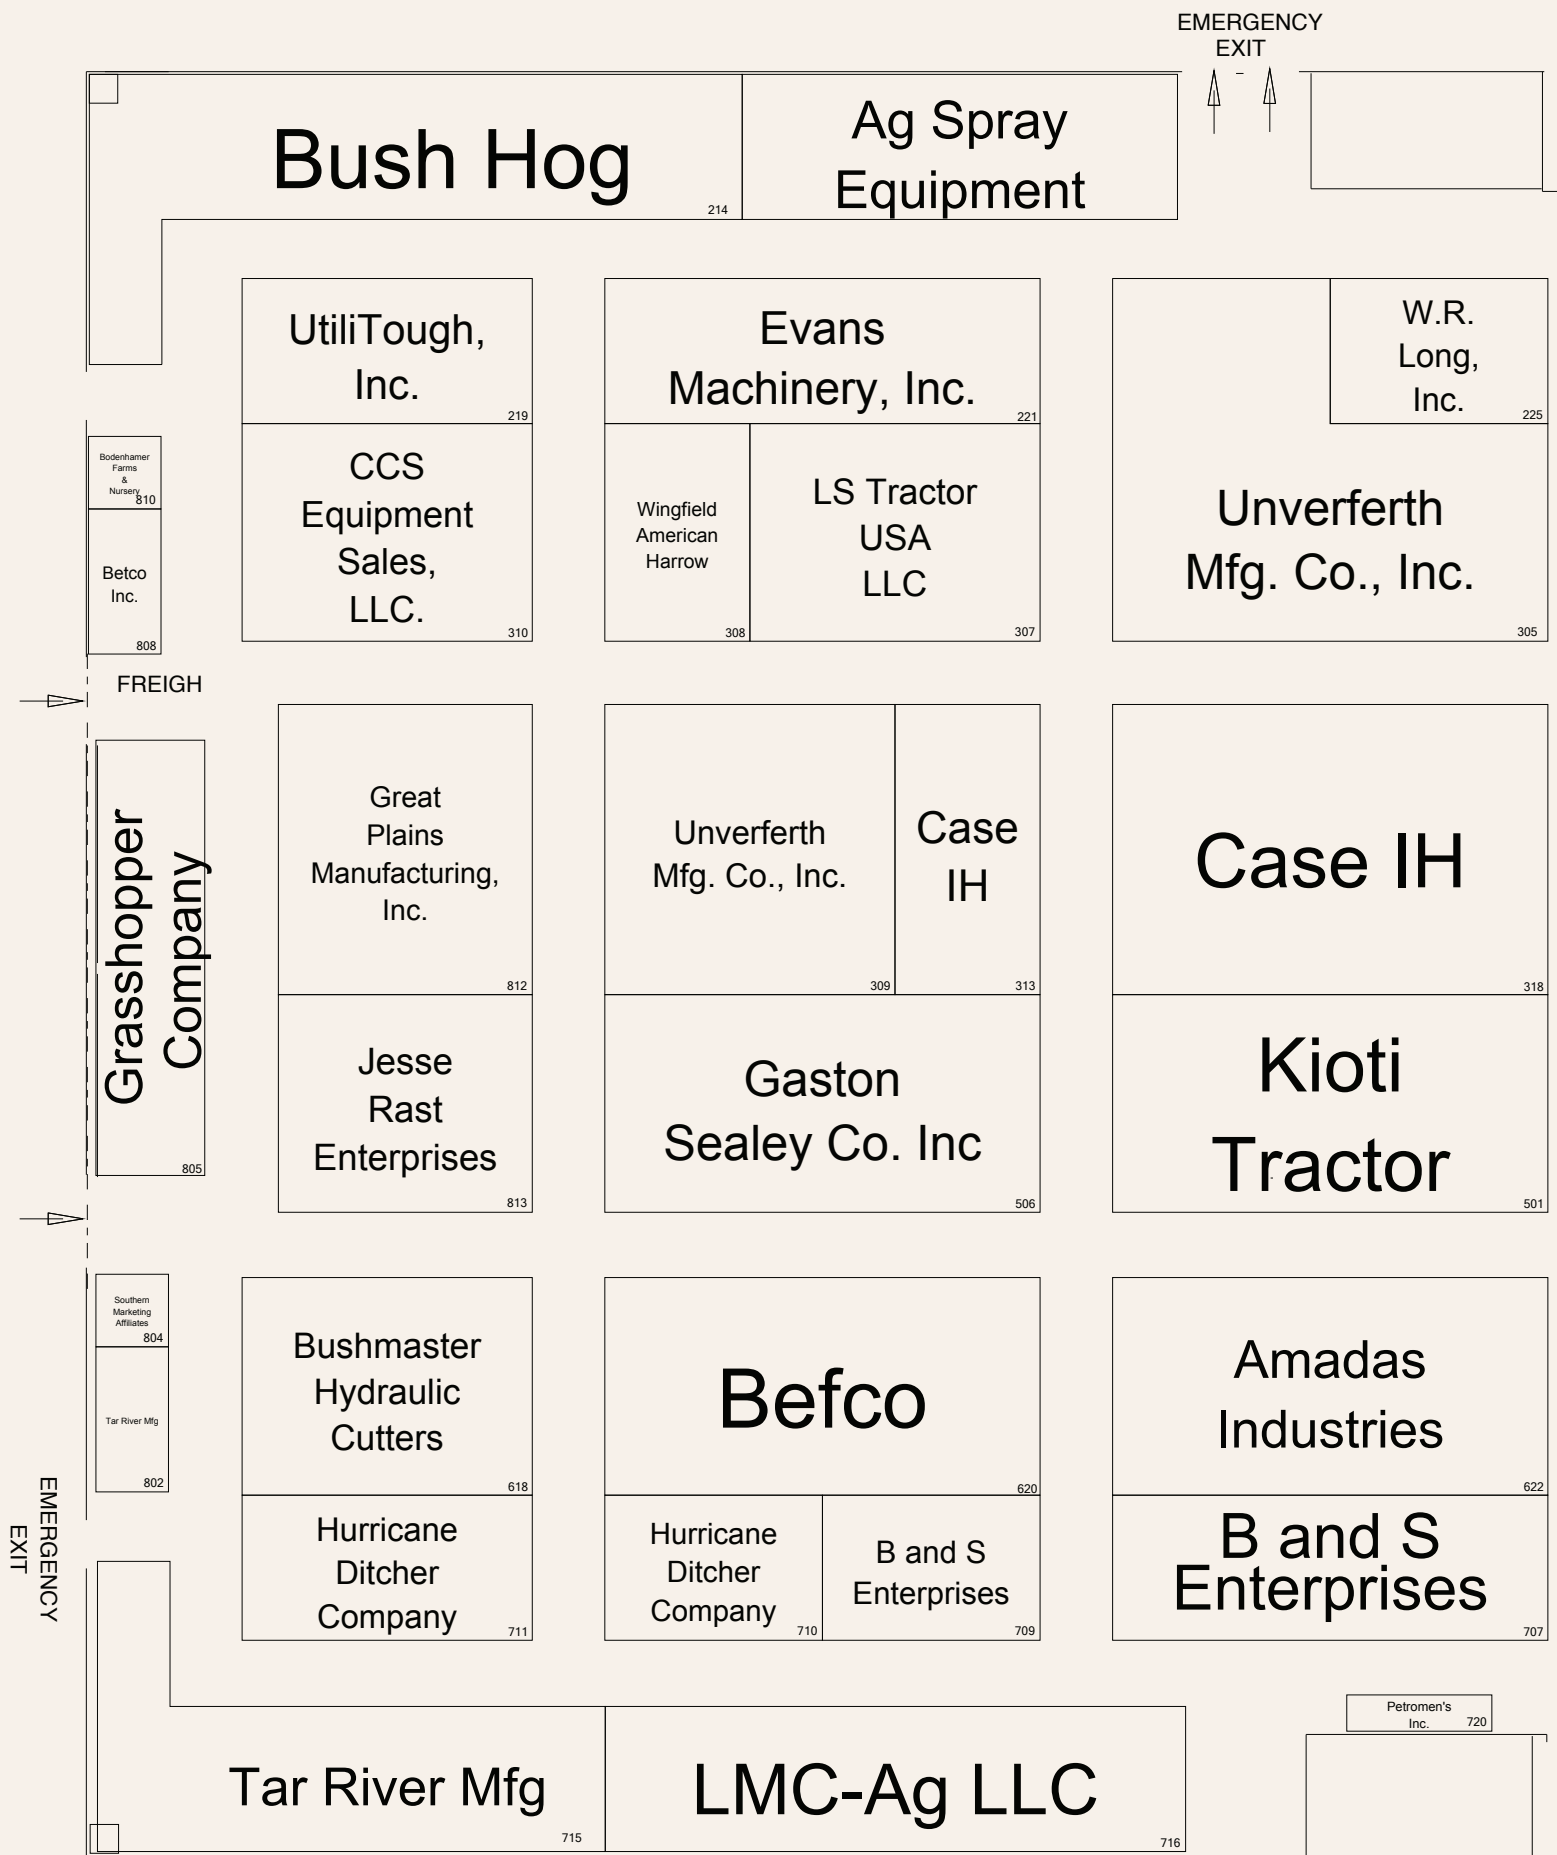 EMERGENCY
EXIT
Bush Hog
214
Ag Spray
Equipment
UtiliTough,
Inc.
219
Evans
Machinery, Inc.
221
W.R.
Long,
Inc.
225
Bodenhamer
Farms
&
Nursery
810
CCS
Equipment
Sales,
LLC.
310
Wingfield
American
Harrow
308
LS Tractor
USA
LLC
307
Unverferth
Mfg. Co., Inc.
305
Betco
Inc.
808
FREIGH
Grasshopper
Company
805
Great
Plains
Manufacturing,
Inc.
812
Unverferth
Mfg. Co., Inc.
309
Case
IH
313
Case IH
318
Jesse
Rast
Enterprises
813
Gaston
Sealey Co. Inc
506
Kioti
Tractor
501
Southern
Marketing
Affiliates
804
Tar River Mfg
802
Bushmaster
Hydraulic
Cutters
618
Befco
620
Amadas
Industries
622
EMERGENCY
EXIT
Hurricane
Ditcher
Company
711
Hurricane
Ditcher
Company
710
B and S
Enterprises
709
B and S
Enterprises
707
Petromen's
Inc.
720
Tar River Mfg
715
LMC-Ag LLC
716